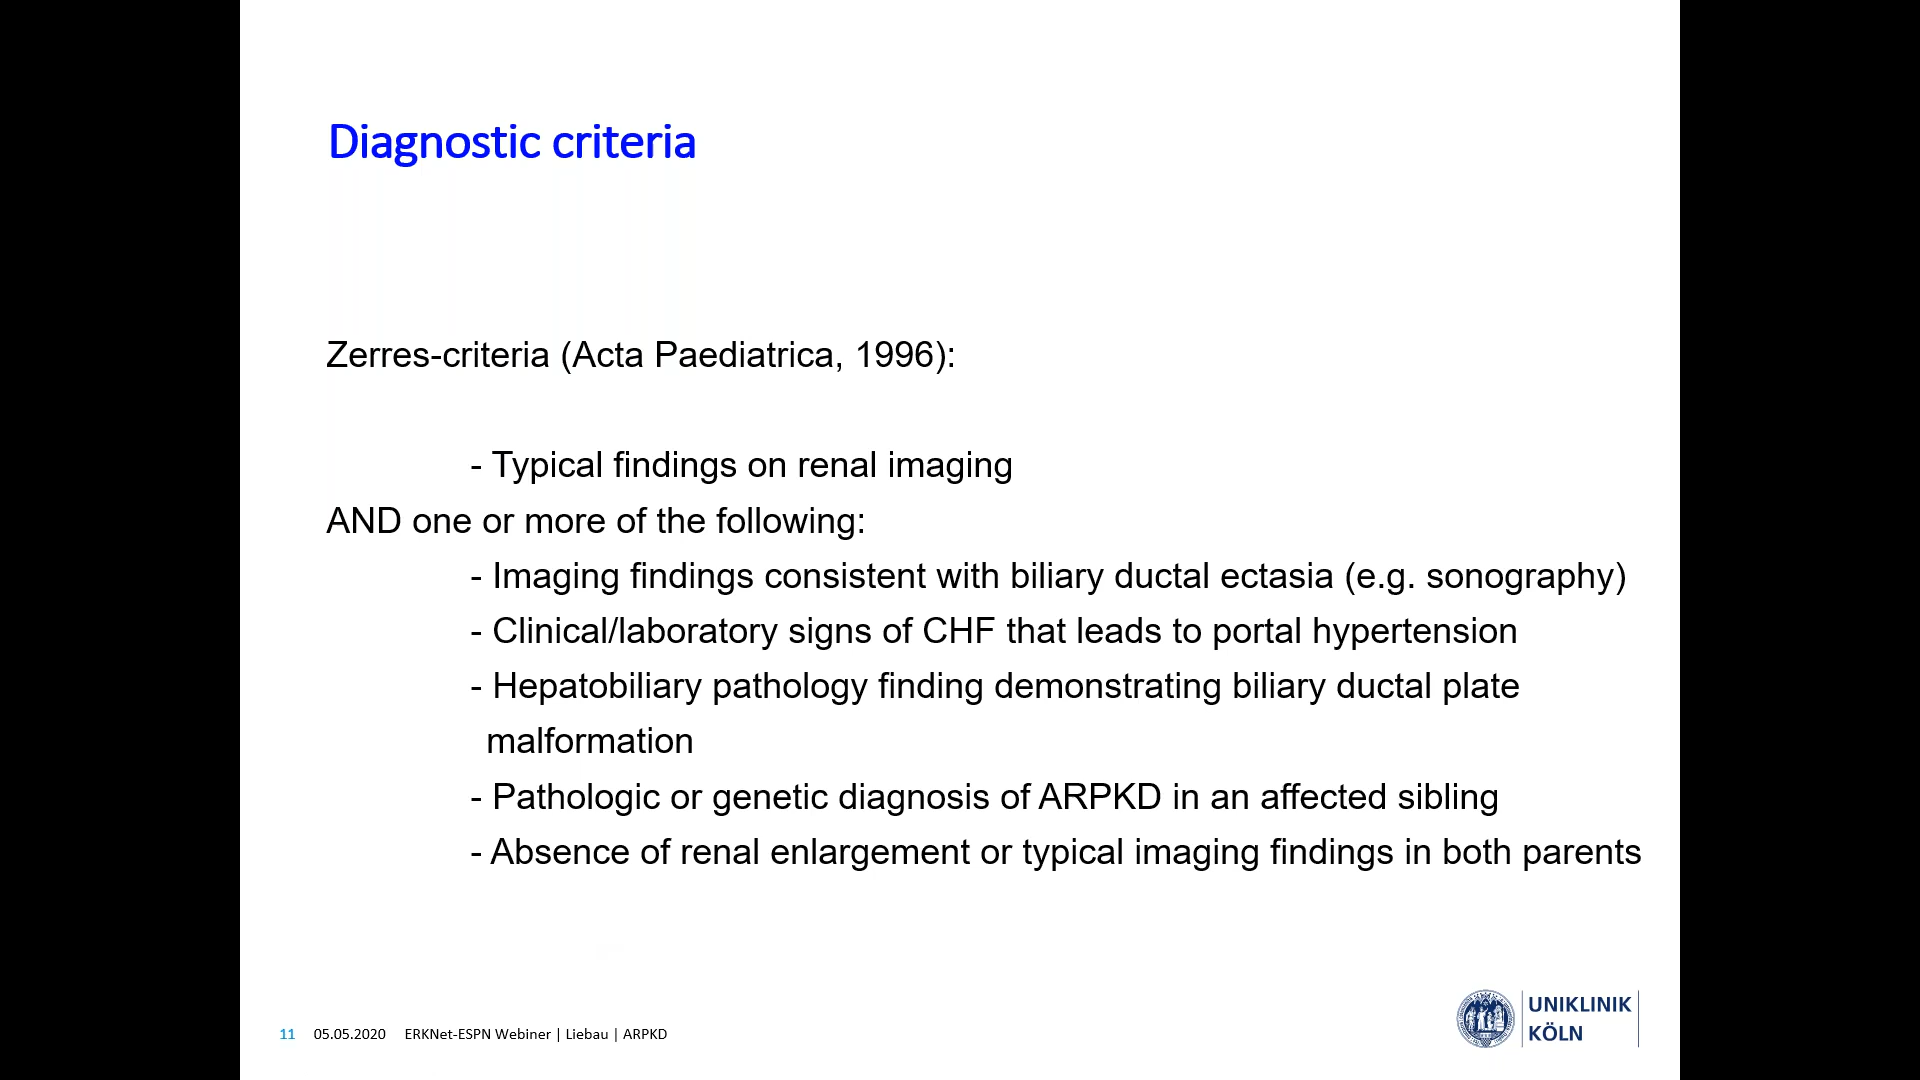 Diagnostic criteria
Zerres-criteria (Acta Paediatrica, 1996):
- Typical findings on renal imaging
AND one or more of the following:
- Imaging findings consistent with biliary ductal ectasia (e.g. sonography)
- Clinical/laboratory signs of CHF that leads to portal hypertension
- Hepatobiliary pathology finding demonstrating biliary ductal plate
malformation
- Pathologic or genetic diagnosis of ARPKD in an affected sibling
- Absence of renal enlargement or typical imaging findings in both parents
11 05.05.2020 ERKNet-ESPN Webiner | Liebau | ARPKD
UNIKLINIK
KÖLN